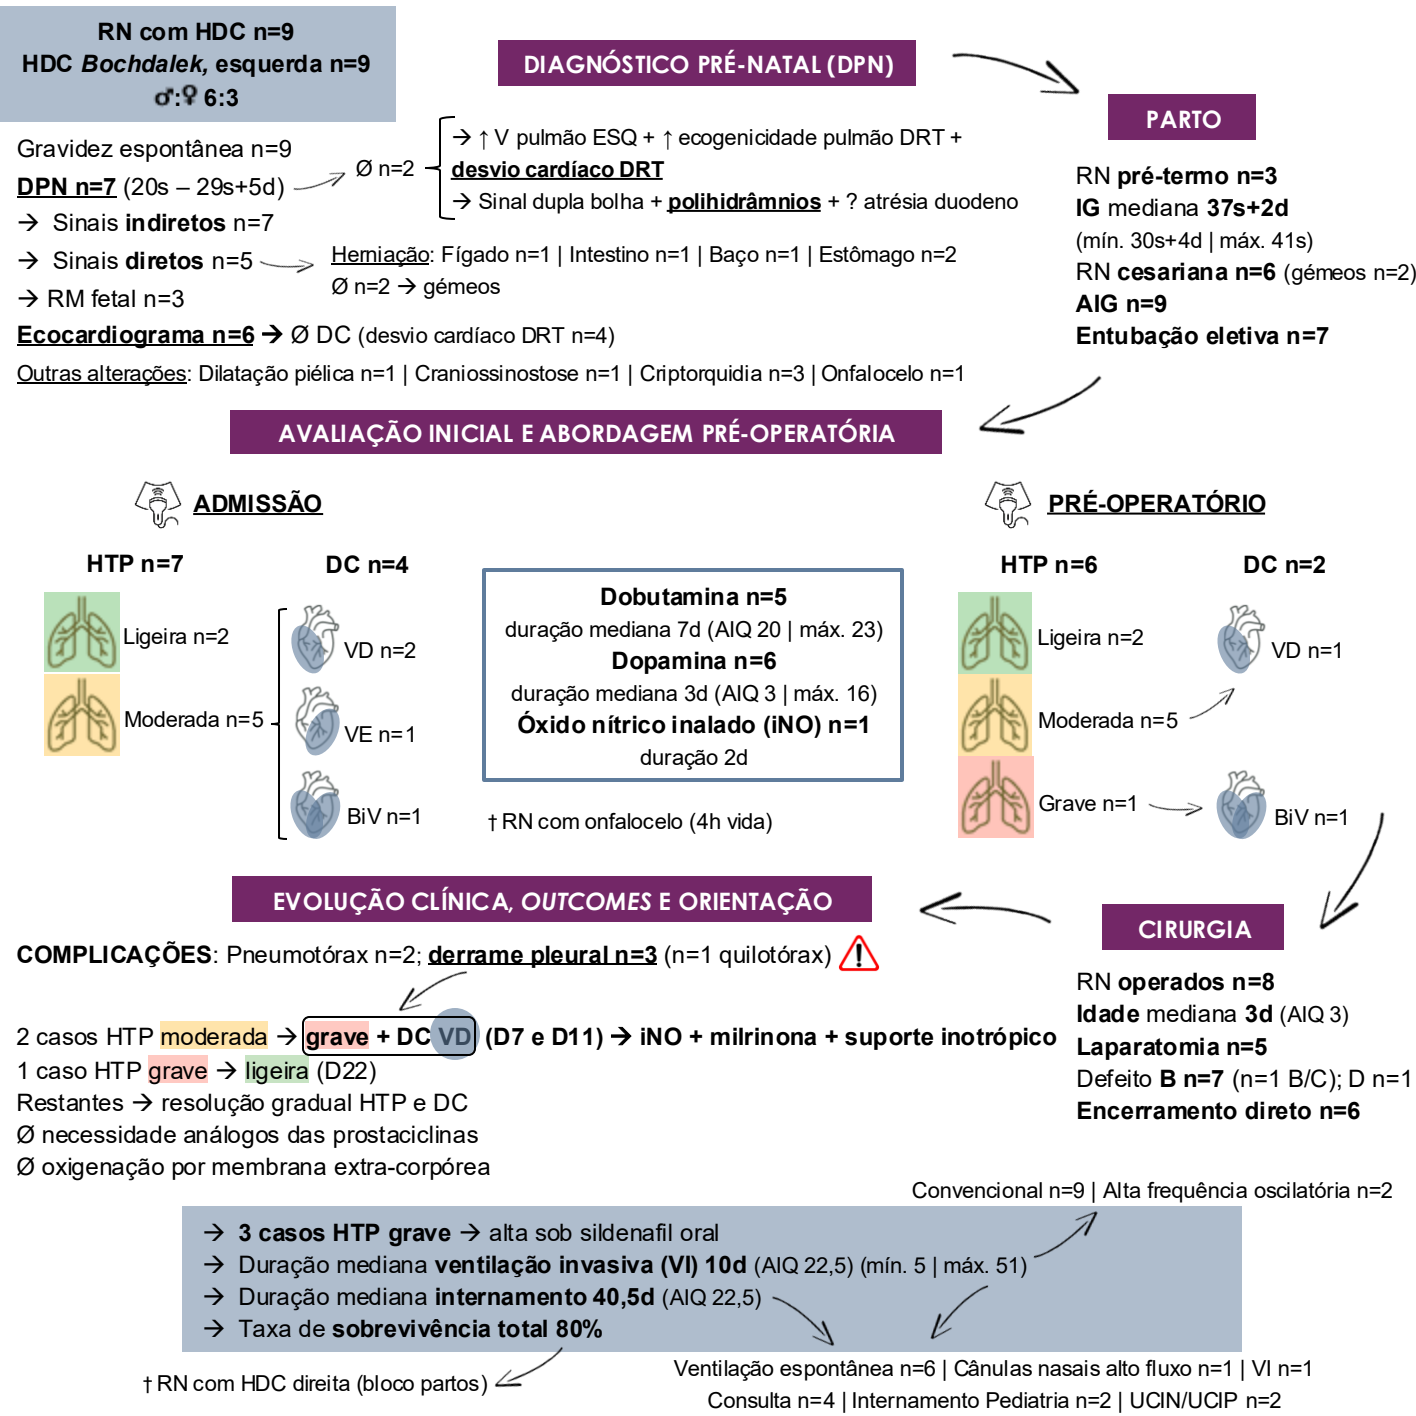 RN com HDC n=9
HDC Bochdalek, esquerda n=9
♂:♀ 6:3
DIAGNÓSTICO PRÉ-NATAL (DPN)
Gravidez espontânea n=9
DPN n=7 (20s – 29s+5d)
Ø n=2
→ ↑ V pulmão ESQ + ↑ ecogenicidade pulmão DRT +
desvio cardíaco DRT
→ Sinal dupla bolha + polihidrâmnios + ? atrésia duodeno
→ Sinais indiretos n=7
→ Sinais diretos n=5
Herniação: Fígado n=1 | Intestino n=1 | Baço n=1 | Estômago n=2
Ø n=2 → gémeos
→ RM fetal n=3
Ecocardiograma n=6 → Ø DC (desvio cardíaco DRT n=4)
Outras alterações: Dilatação piélica n=1 | Craniossinostose n=1 | Criptorquidia n=3 | Onfalocelo n=1
PARTO
RN pré-termo n=3
IG mediana 37s+2d
(mín. 30s+4d | máx. 41s)
RN cesariana n=6 (gémeos n=2)
AIG n=9
Entubação eletiva n=7
AVALIAÇÃO INICIAL E ABORDAGEM PRÉ-OPERATÓRIA
ADMISSÃO
HTP n=7
DC n=4
Ligeira n=2
Moderada n=5
VD n=2
VE n=1
BiV n=1
Dobutamina n=5
duração mediana 7d (AIQ 20 | máx. 23)
Dopamina n=6
duração mediana 3d (AIQ 3 | máx. 16)
Óxido nítrico inalado (iNO) n=1
duração 2d
† RN com onfalocelo (4h vida)
PRÉ-OPERATÓRIO
HTP n=6
DC n=2
Ligeira n=2
Moderada n=5
Grave n=1
VD n=1
BiV n=1
CIRURGIA
RN operados n=8
Idade mediana 3d (AIQ 3)
Laparatomia n=5
Defeito B n=7 (n=1 B/C); D n=1
Encerramento direto n=6
EVOLUÇÃO CLÍNICA, OUTCOMES E ORIENTAÇÃO
COMPLICAÇÕES: Pneumotórax n=2; derrame pleural n=3 (n=1 quilotórax)
2 casos HTP moderada → grave + DC VD (D7 e D11) → iNO + milrinona + suporte inotrópico
1 caso HTP grave → ligeira (D22)
Restantes → resolução gradual HTP e DC
Ø necessidade análogos das prostaciclinas
Ø oxigenação por membrana extra-corpórea
Convencional n=9 | Alta frequência oscilatória n=2
→ 3 casos HTP grave → alta sob sildenafil oral
→ Duração mediana ventilação invasiva (VI) 10d (AIQ 22,5) (mín. 5 | máx. 51)
→ Duração mediana internamento 40,5d (AIQ 22,5)
→ Taxa de sobrevivência total 80%
† RN com HDC direita (bloco partos)
Ventilação espontânea n=6 | Cânulas nasais alto fluxo n=1 | VI n=1
Consulta n=4 | Internamento Pediatria n=2 | UCIN/UCIP n=2